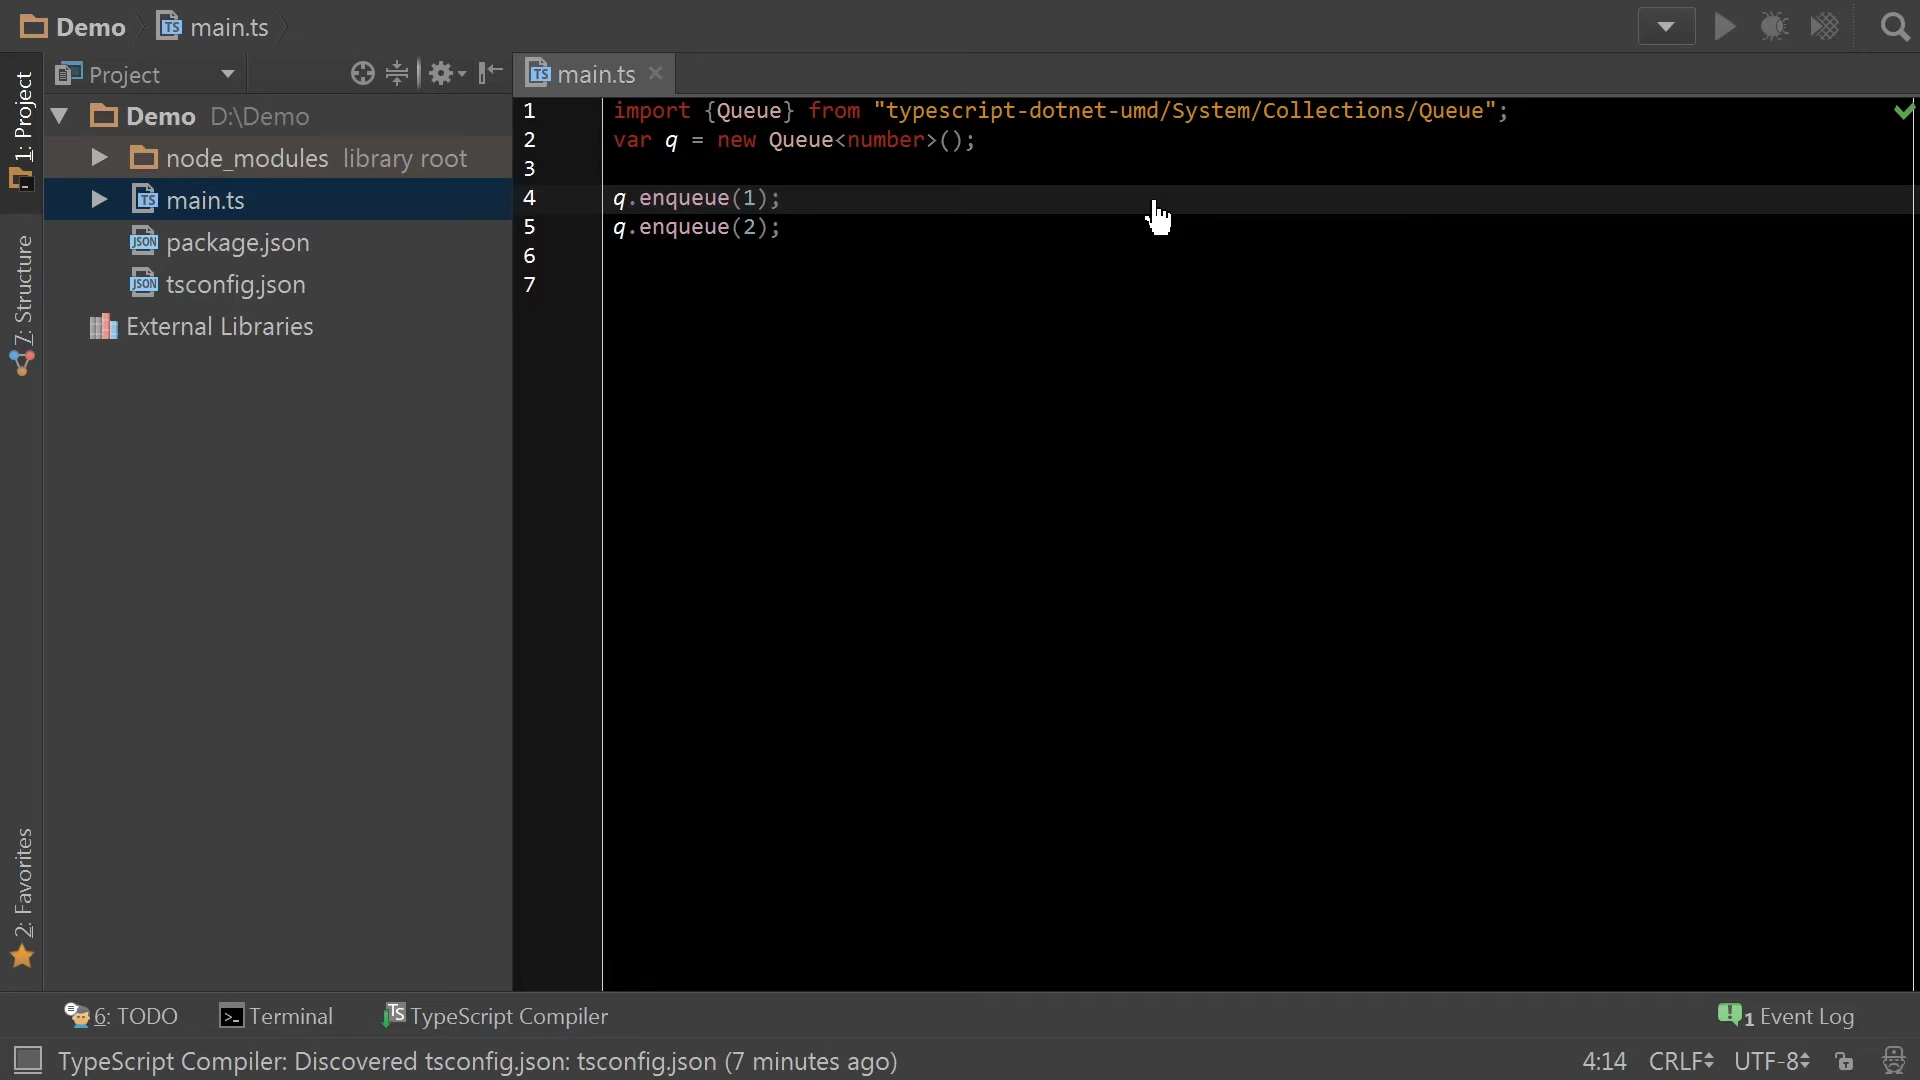 Demo
main.ts
1: Project
Project
main.ts
Demo D:\Demo
node_modules library root
main.ts
package.json
tsconfig.json
External Libraries
7: Structure
2: Favorites
1 import {Queue} from "typescript-dotnet-umd/System/Collections/Queue";
2 var q = new Queue<number>();
3
4 q.enqueue(1);
5 q.enqueue(2);
6
7
6: TODO
Terminal
TypeScript Compiler
1 Event Log
TypeScript Compiler: Discovered tsconfig.json: tsconfig.json (7 minutes ago)
4:14 CRLF UTF-8